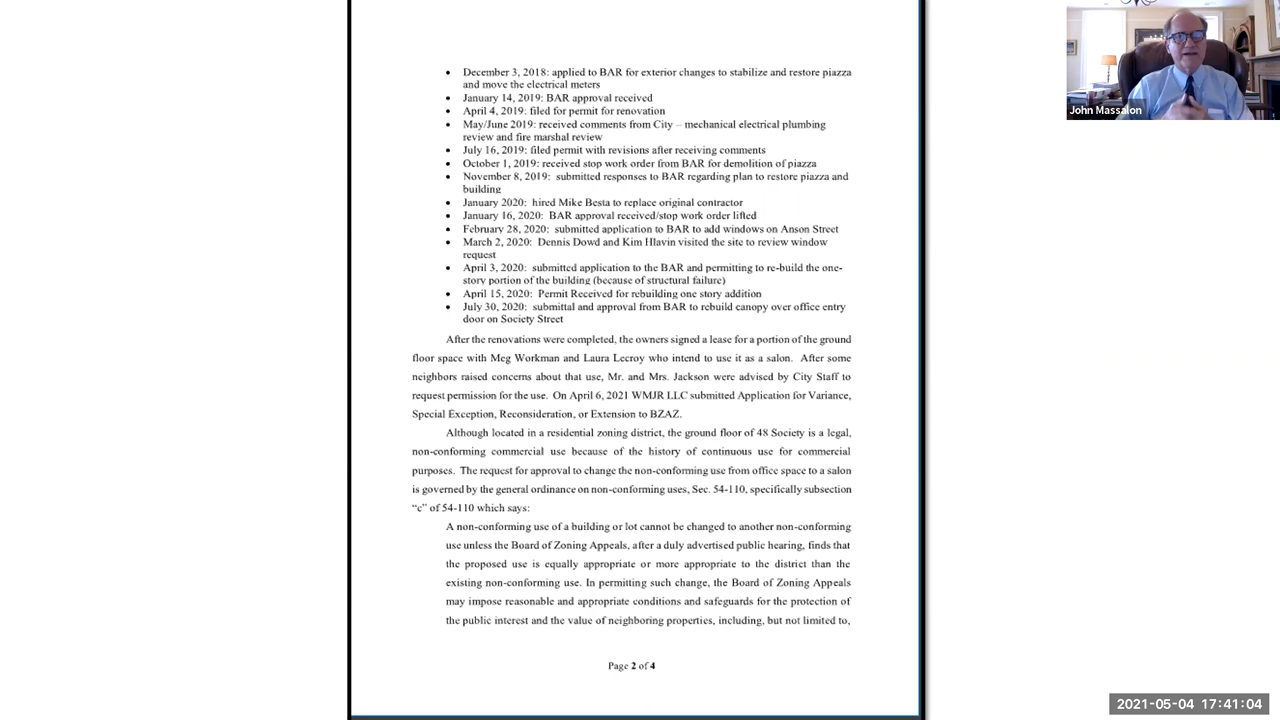 • December 3, 2018: applied to BAR for exterior changes to stabilize and restore piazza
and move the electrical meters
• January 14, 2019: BAR approval received
• April 4, 2019: filed for permit for renovation
• May/June 2019: received comments from City – mechanical electrical plumbing
review and fire marshal review
• July 16, 2019: filed permit with revisions after receiving comments
• October 1, 2019: received stop work order from BAR for demolition of piazza
• November 8, 2019: submitted responses to BAR regarding plan to restore piazza and
building
• January 2020: hired Mike Besta to replace original contractor
• January 16, 2020: BAR approval received/stop work order lifted
• February 28, 2020: submitted application to BAR to add windows on Anson Street
• March 2, 2020: Dennis Dowd and Kim Hlavin visited the site to review window
request
• April 3, 2020: submitted application to the BAR and permitting to re-build the one-
story portion of the building (because of structural failure)
• April 15, 2020: Permit Received for rebuilding one story addition
• July 30, 2020: submittal and approval from BAR to rebuild canopy over office entry
door on Society Street
After the renovations were completed, the owners signed a lease for a portion of the ground
floor space with Meg Workman and Laura Lecroy who intend to use it as a salon. After some
neighbors raised concerns about that use, Mr. and Mrs. Jackson were advised by City Staff to
request permission for the use. On April 6, 2021 WMJR LLC submitted Application for Variance,
Special Exception, Reconsideration, or Extension to BZAZ.
Although located in a residential zoning district, the ground floor of 48 Society is a legal,
non-conforming commercial use because of the history of continuous use for commercial
purposes. The request for approval to change the non-conforming use from office space to a salon
is governed by the general ordinance on non-conforming uses, Sec. 54-110, specifically subsection
“c” of 54-110 which says:
A non-conforming use of a building or lot cannot be changed to another non-conforming
use unless the Board of Zoning Appeals, after a duly advertised public hearing, finds that
the proposed use is equally appropriate or more appropriate to the district than the
existing non-conforming use. In permitting such change, the Board of Zoning Appeals
may impose reasonable and appropriate conditions and safeguards for the protection of
the public interest and the value of neighboring properties, including, but not limited to,
Page 2 of 4
John Massalon
2021-05-04 17:41:04